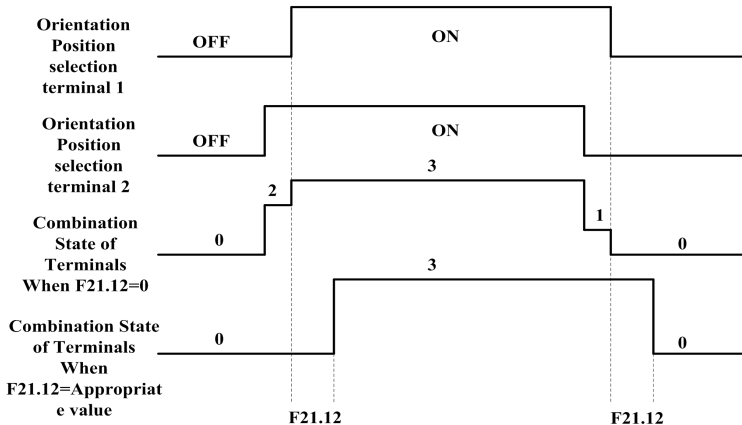 Orientation
Position
selection
terminal 1
OFF
ON
Orientation
Position
selection
terminal 2
OFF
ON
Combination
State of
Terminals
When F21.12=0
0
2
3
1
0
Combination State
of Terminals
When
F21.12=Appropriat
e value
0
3
0
F21.12
F21.12